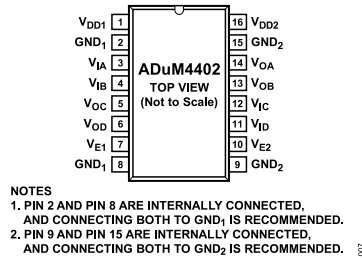 VDD1 1 16 VDD2
GND1 2 15 GND2
VIA 3 14 VOA
VIB 4 13 VOB
VOC 5 12 VIC
VOD 6 11 VID
VE1 7 10 VE2
GND1 8 9 GND2
ADuM4402
TOP VIEW
(Not to Scale)
NOTES
1. PIN 2 AND PIN 8 ARE INTERNALLY CONNECTED,
AND CONNECTING BOTH TO GND1 IS RECOMMENDED.
2. PIN 9 AND PIN 15 ARE INTERNALLY CONNECTED,
AND CONNECTING BOTH TO GND2 IS RECOMMENDED.
007